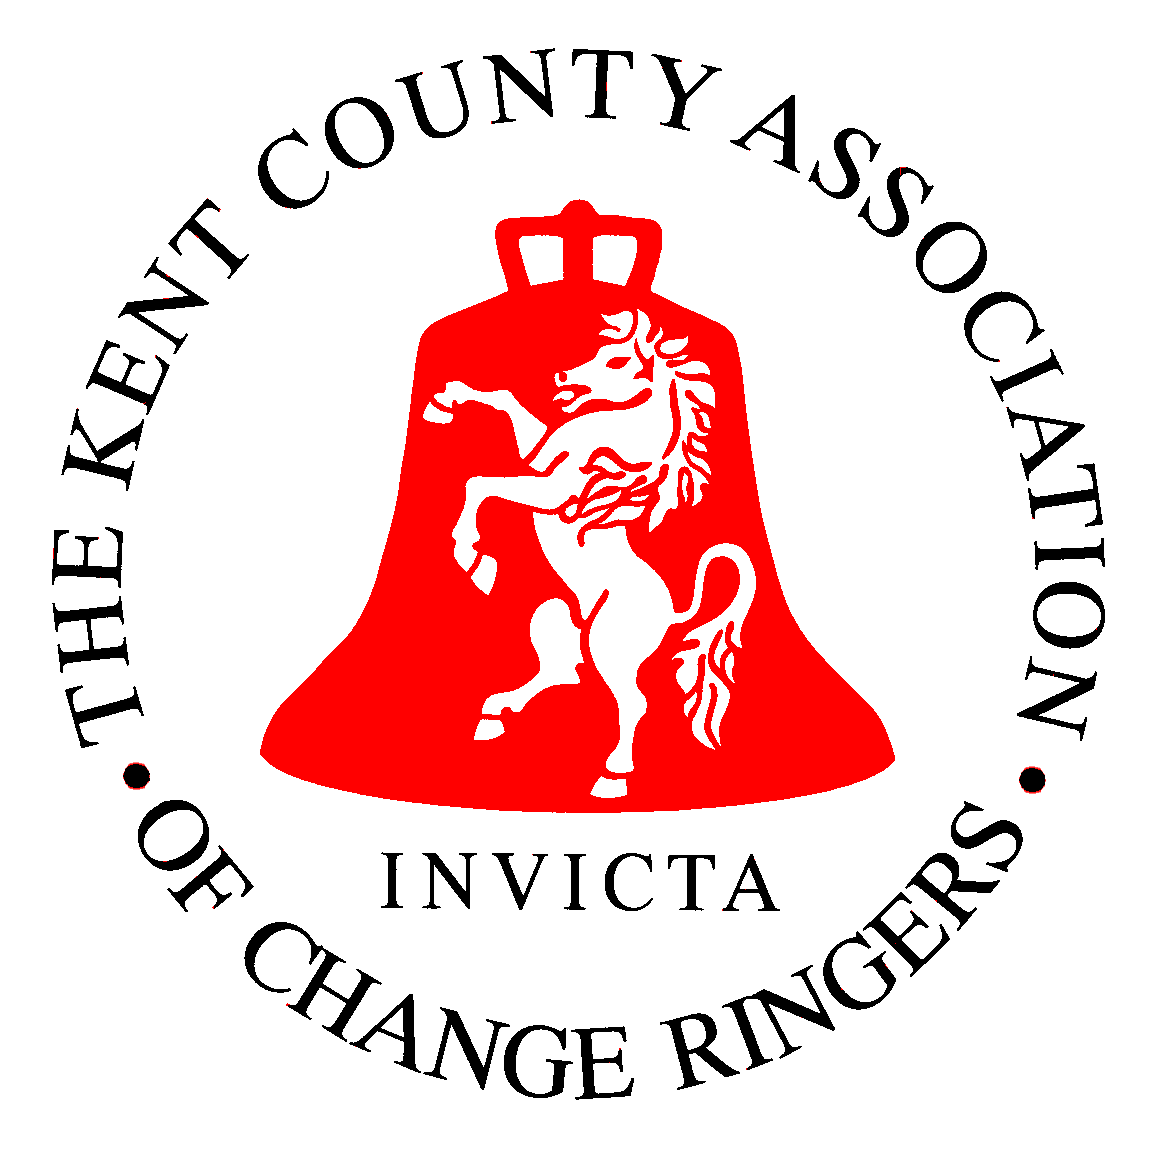 THE KENT COUNTY ASSOCIATION
INVICTA
• OF CHANGE RINGERS •